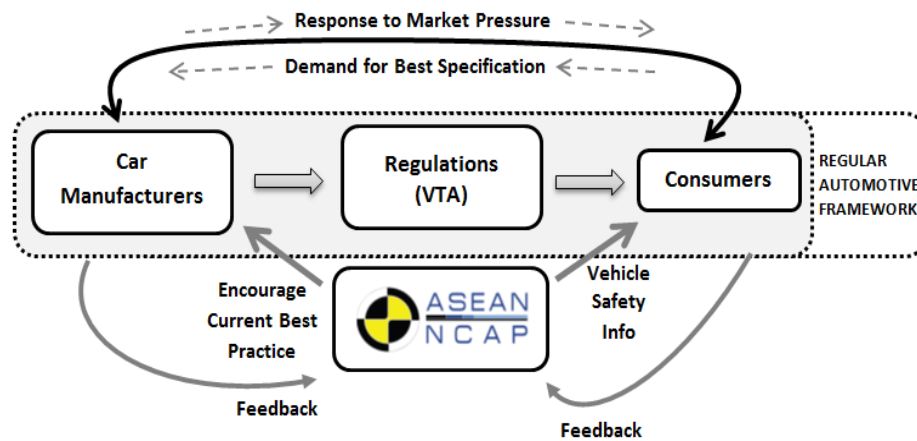 Response to Market Pressure
Demand for Best Specification
Car
Manufacturers
Regulations
(VTA)
Consumers
REGULAR
AUTOMOTIVE
FRAMEWORK
Encourage
Current Best
Practice
ASEAN
NCAP
Vehicle
Safety
Info
Feedback
Feedback